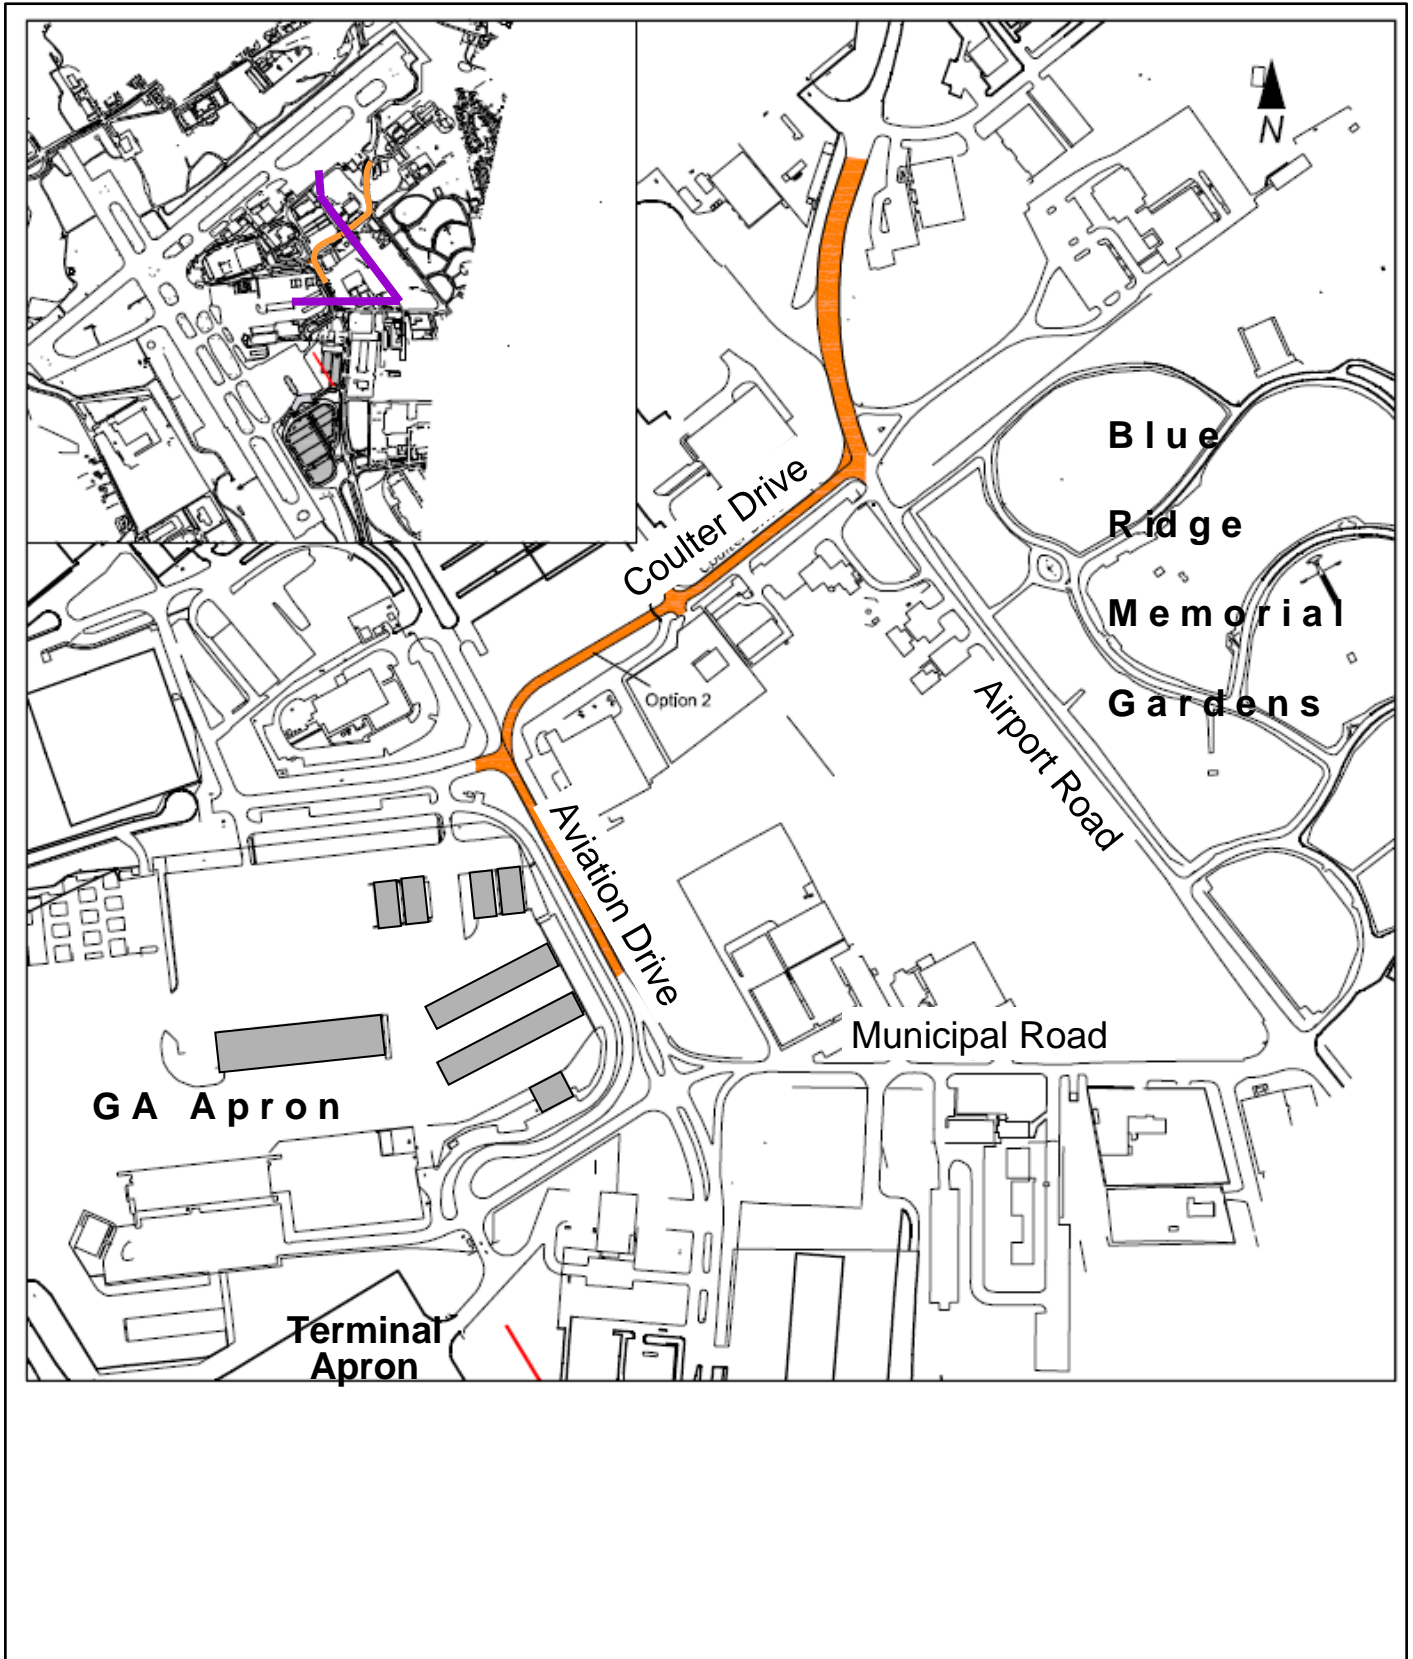 N
Blue
Ridge
Memorial
Gardens
Coulter Drive
Option 2
Airport Road
Aviation Drive
Municipal Road
GA Apron
Terminal
Apron